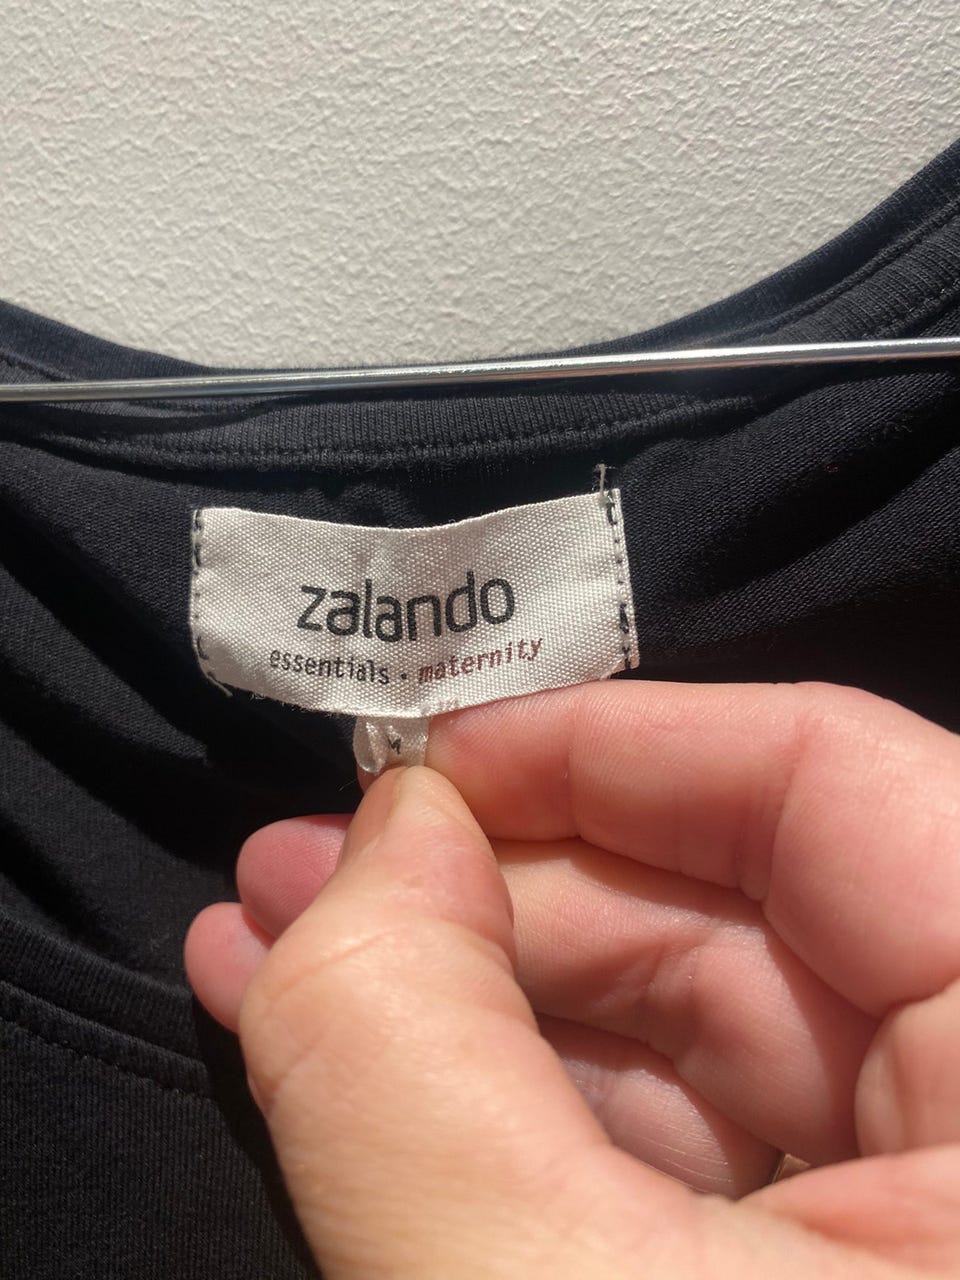 zalando
essentials • maternity
M